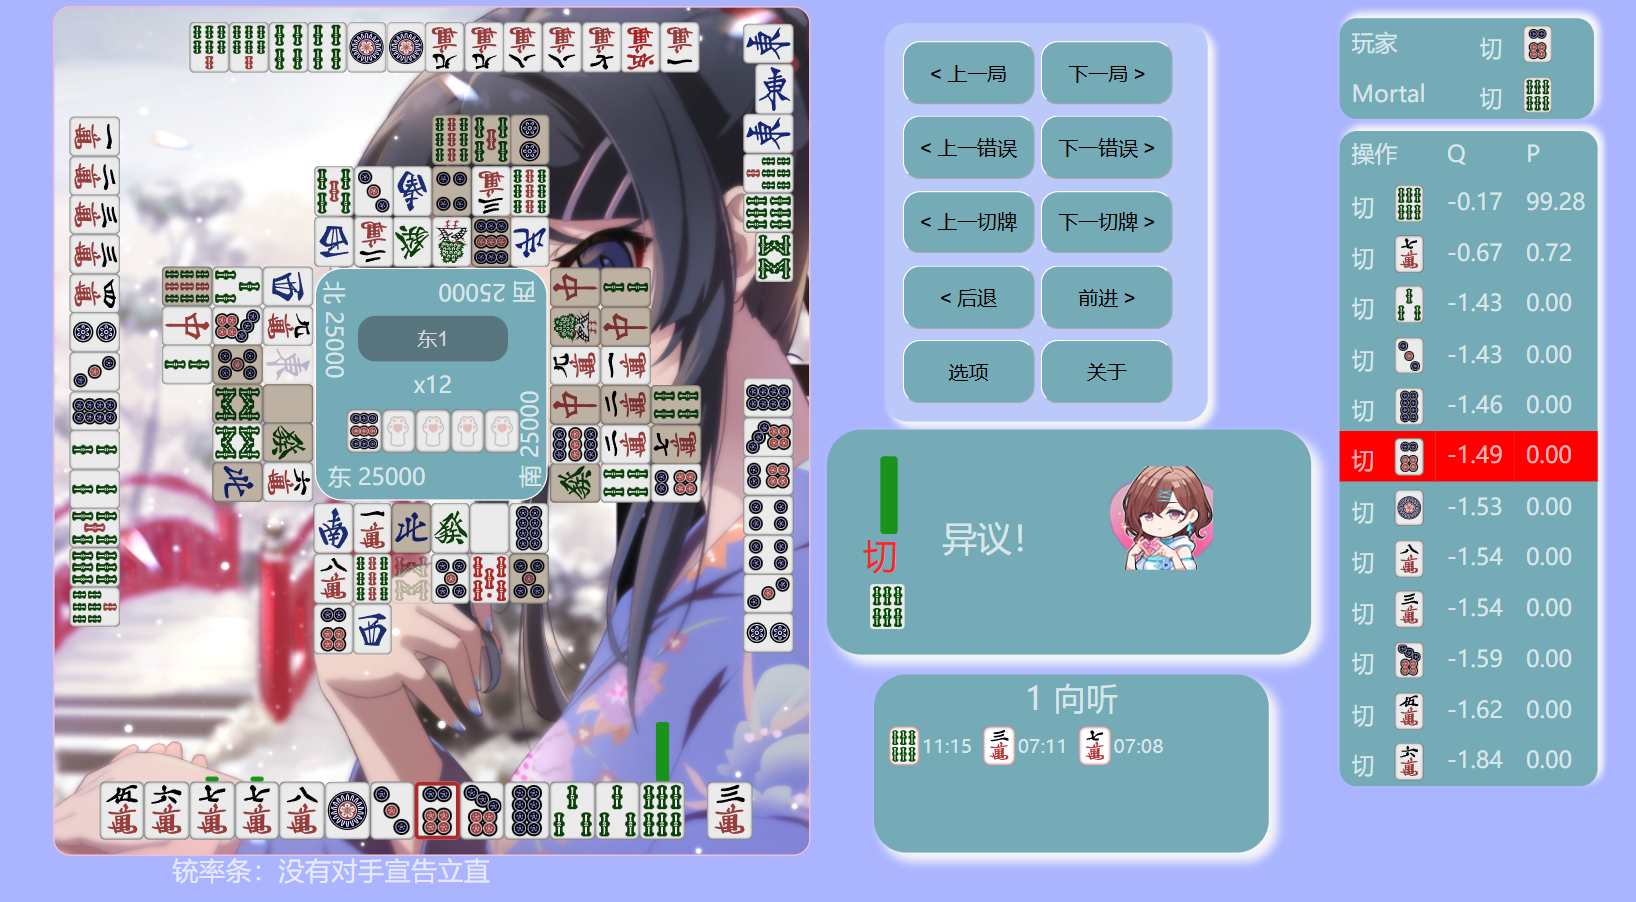 北 25000
西 25000
东1
x12
东 25000
南 25000
铳率条：没有对手宣告立直
< 上一局
下一局 >
< 上一错误
下一错误 >
< 上一切牌
下一切牌 >
< 后退
前进 >
选项
关于
切
异议！
1 向听
11:15
07:11
07:08
玩家 切
Mortal 切
操作 Q P
切 -0.17 99.28
切 -0.67 0.72
切 -1.43 0.00
切 -1.43 0.00
切 -1.46 0.00
切 -1.49 0.00
切 -1.53 0.00
切 -1.54 0.00
切 -1.54 0.00
切 -1.59 0.00
切 -1.62 0.00
切 -1.84 0.00